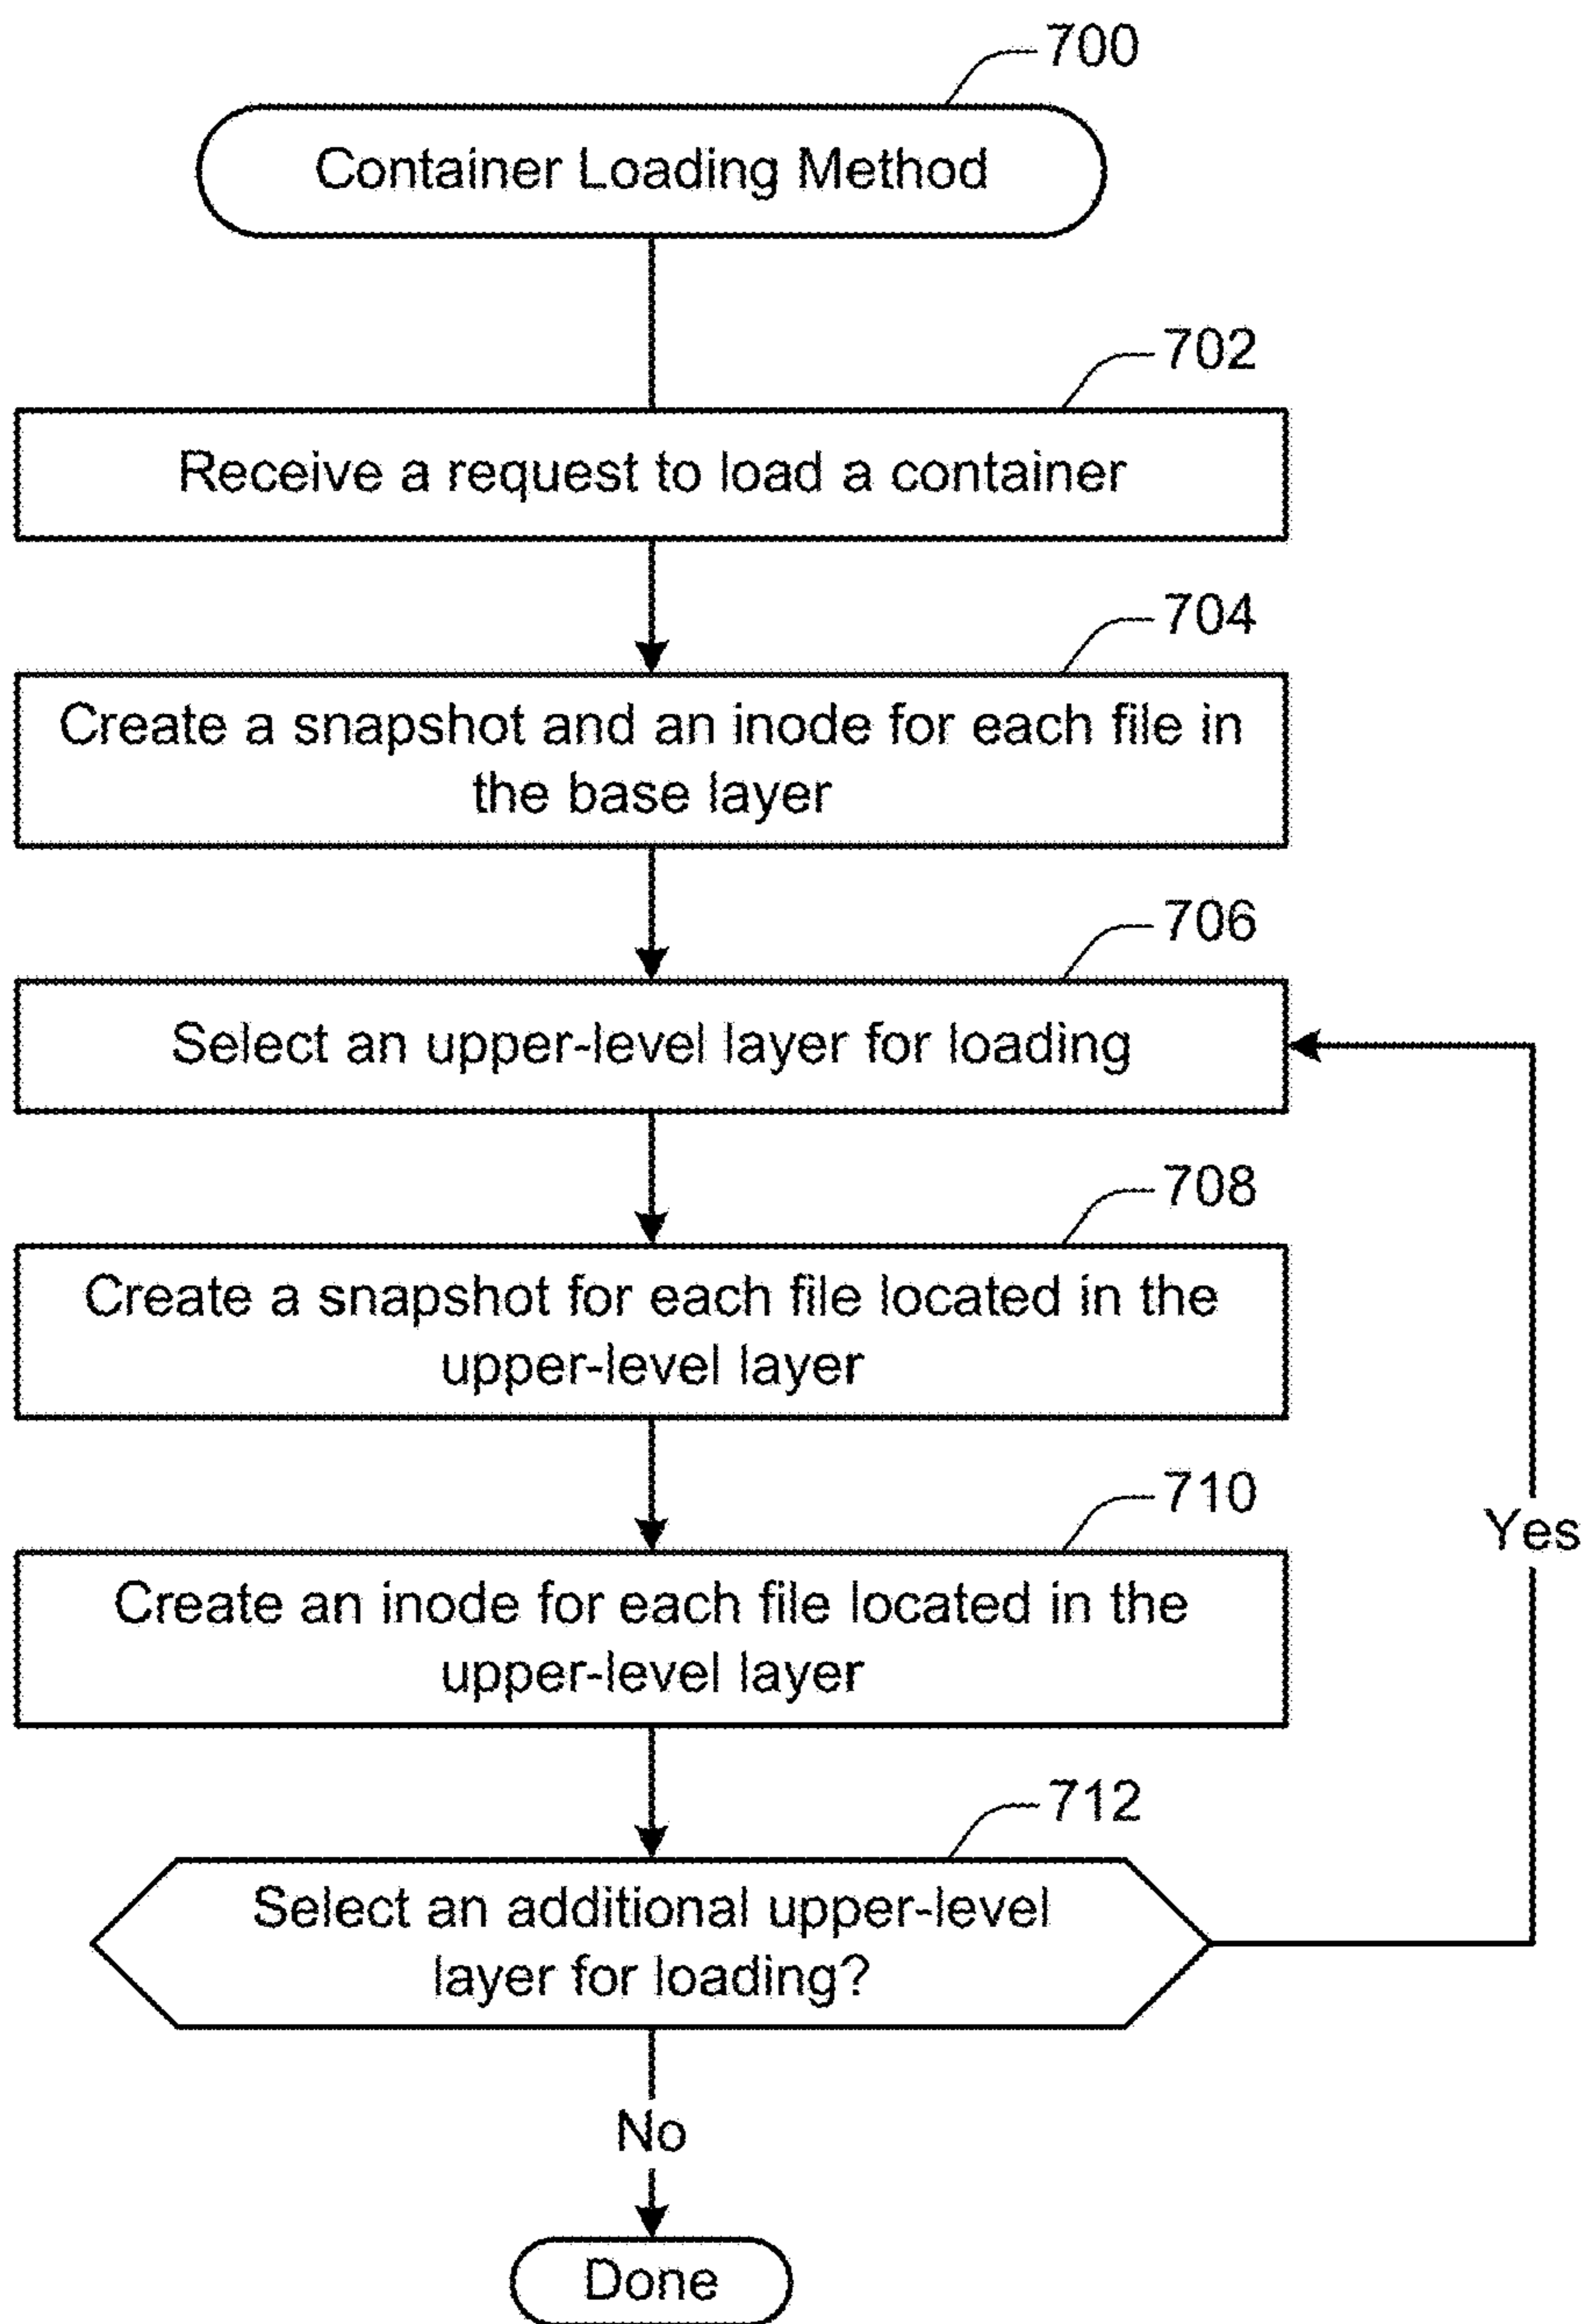 700
Container Loading Method
702
Receive a request to load a container
704
Create a snapshot and an inode for each file in
the base layer
706
Select an upper-level layer for loading
708
Create a snapshot for each file located in the
upper-level layer
710
Create an inode for each file located in the
upper-level layer
Yes
712
Select an additional upper-level
layer for loading?
No
Done